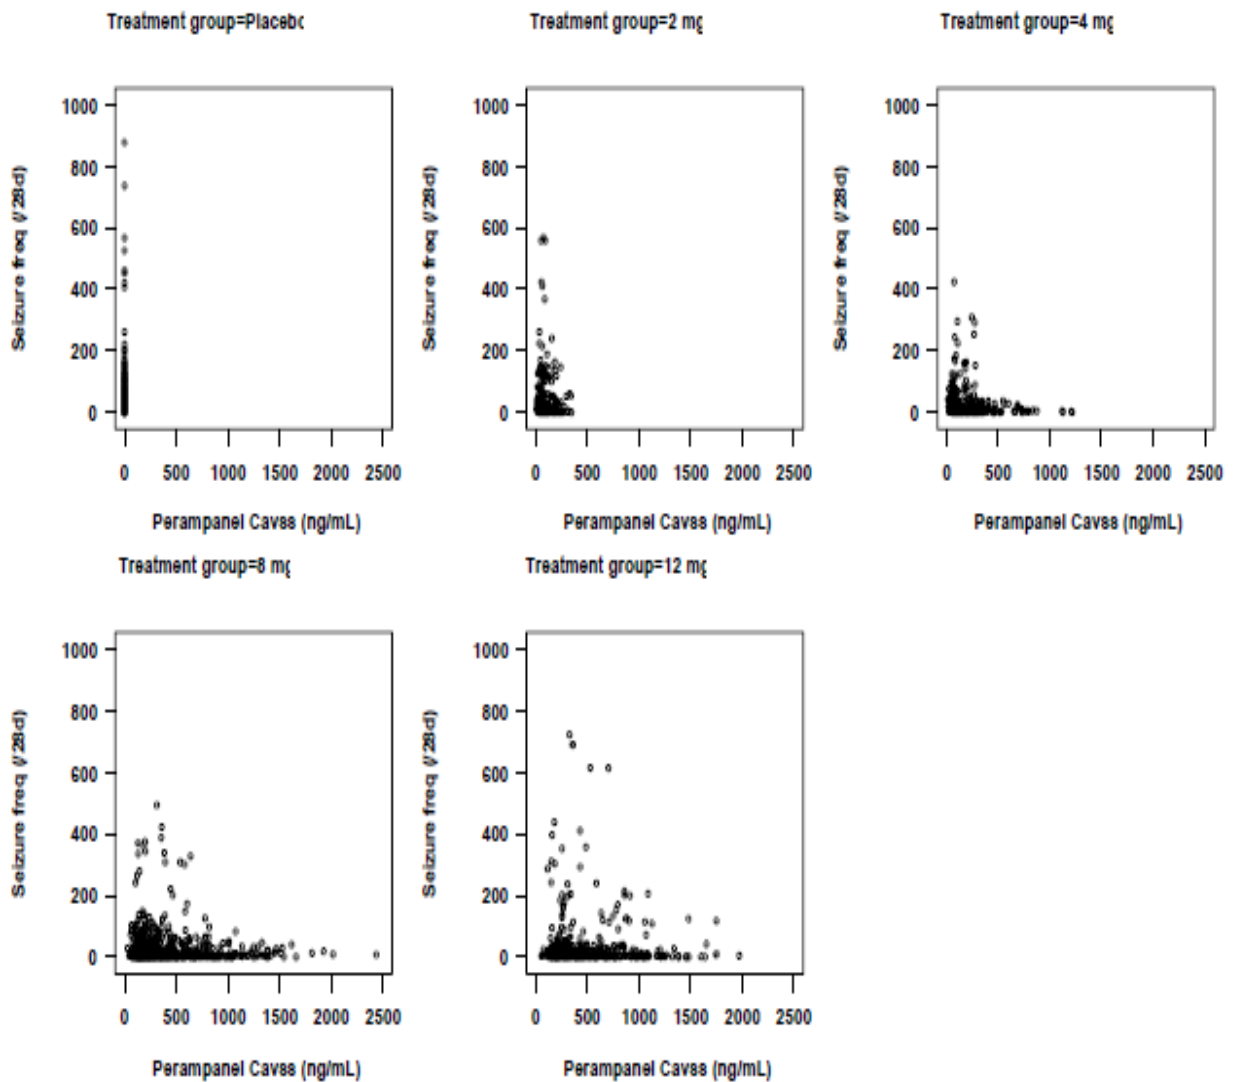 Treatment group=Placebo
Treatment group=2 mg
Treatment group=4 mg
1000
800
600
400
200
0
Seizure freq (/28d)
0 500 1000 1500 2000 2500
Perampanel Cavss (ng/mL)
1000
800
600
400
200
0
Seizure freq (/28d)
0 500 1000 1500 2000 2500
Perampanel Cavss (ng/mL)
1000
800
600
400
200
0
Seizure freq (/28d)
0 500 1000 1500 2000 2500
Perampanel Cavss (ng/mL)
Treatment group=8 mg
Treatment group=12 mg
1000
800
600
400
200
0
Seizure freq (/28d)
0 500 1000 1500 2000 2500
Perampanel Cavss (ng/mL)
1000
800
600
400
200
0
Seizure freq (/28d)
0 500 1000 1500 2000 2500
Perampanel Cavss (ng/mL)